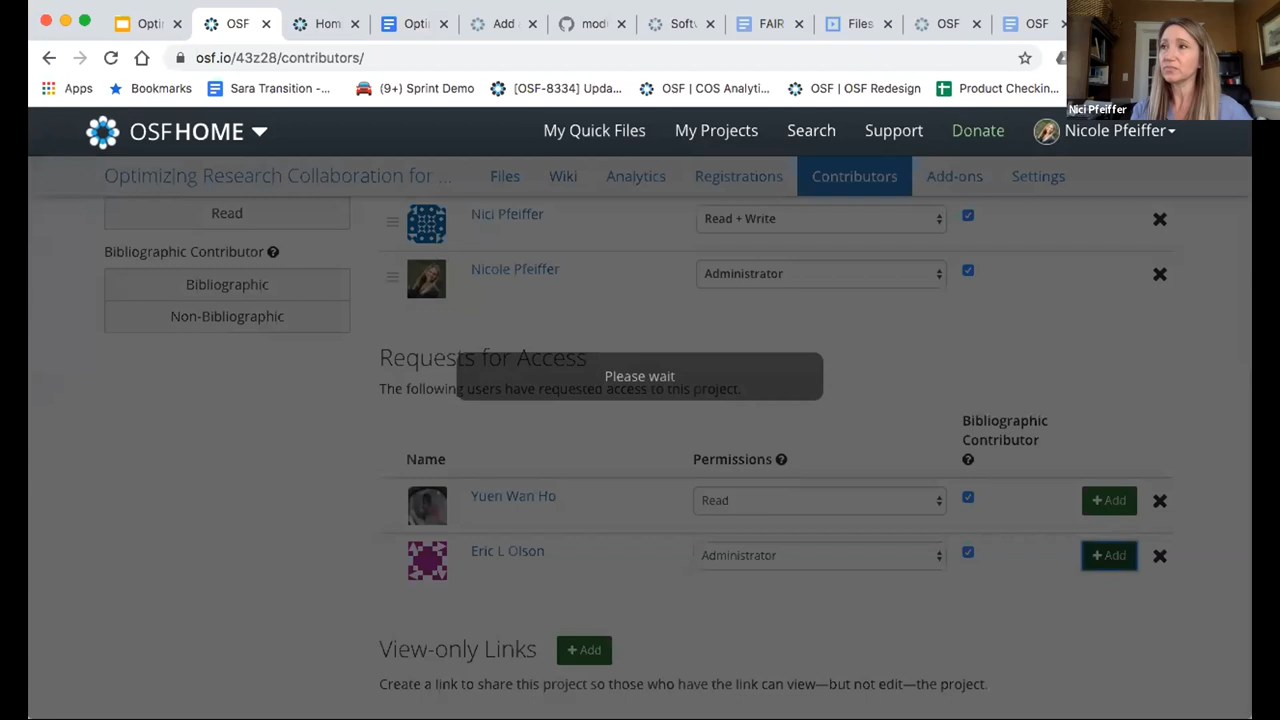 Optimi
OSF
Hom
Opti
Add
mod
Softv
FAIR
Files
OSF
OSF
osf.io/43z28/contributors/
Apps
Bookmarks
Sara Transition -...
(9+) Sprint Demo
[OSF-8334] Upda...
OSF | COS Analyti...
OSF | OSF Redesign
Product Checkin...
Nici Pfeiffer
OSFHOME
My Quick Files
My Projects
Search
Support
Donate
Nicole Pfeiffer
Optimizing Research Collaboration for ...
Files
Wiki
Analytics
Registrations
Contributors
Add-ons
Settings
Read
Bibliographic Contributor
Bibliographic
Non-Bibliographic
Nici Pfeiffer
Read + Write
Nicole Pfeiffer
Administrator
Requests for Access
Please wait
The following users have requested access to this project.
Name
Permissions
Bibliographic
Contributor
Yuen Wan Ho
Read
+ Add
Eric L Olson
Administrator
+ Add
View-only Links
+ Add
Create a link to share this project so those who have the link can view—but not edit—the project.